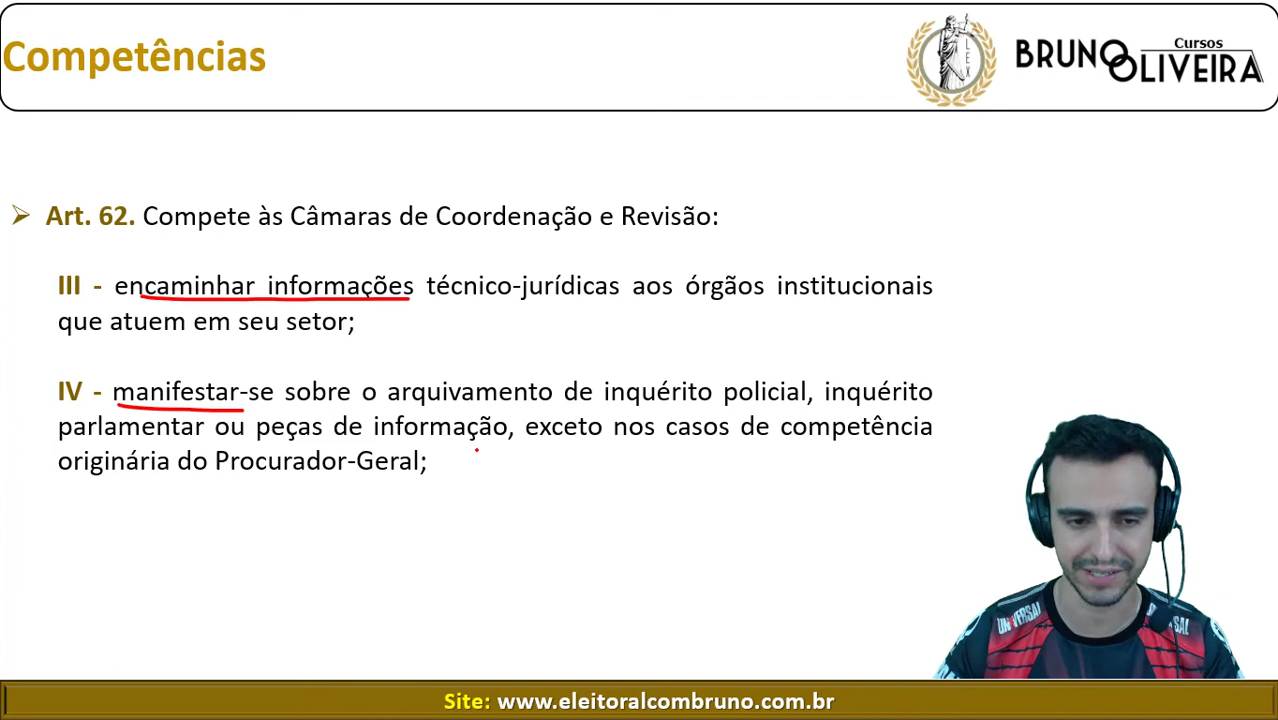 Competências
Cursos
BRUNO
OLIVEIRA
LEX
Art. 62. Compete às Câmaras de Coordenação e Revisão:
III - encaminhar informações técnico-jurídicas aos órgãos institucionais
que atuem em seu setor;
IV - manifestar-se sobre o arquivamento de inquérito policial, inquérito
parlamentar ou peças de informação, exceto nos casos de competência
originária do Procurador-Geral;
Site: www.eleitoralcombruno.com.br